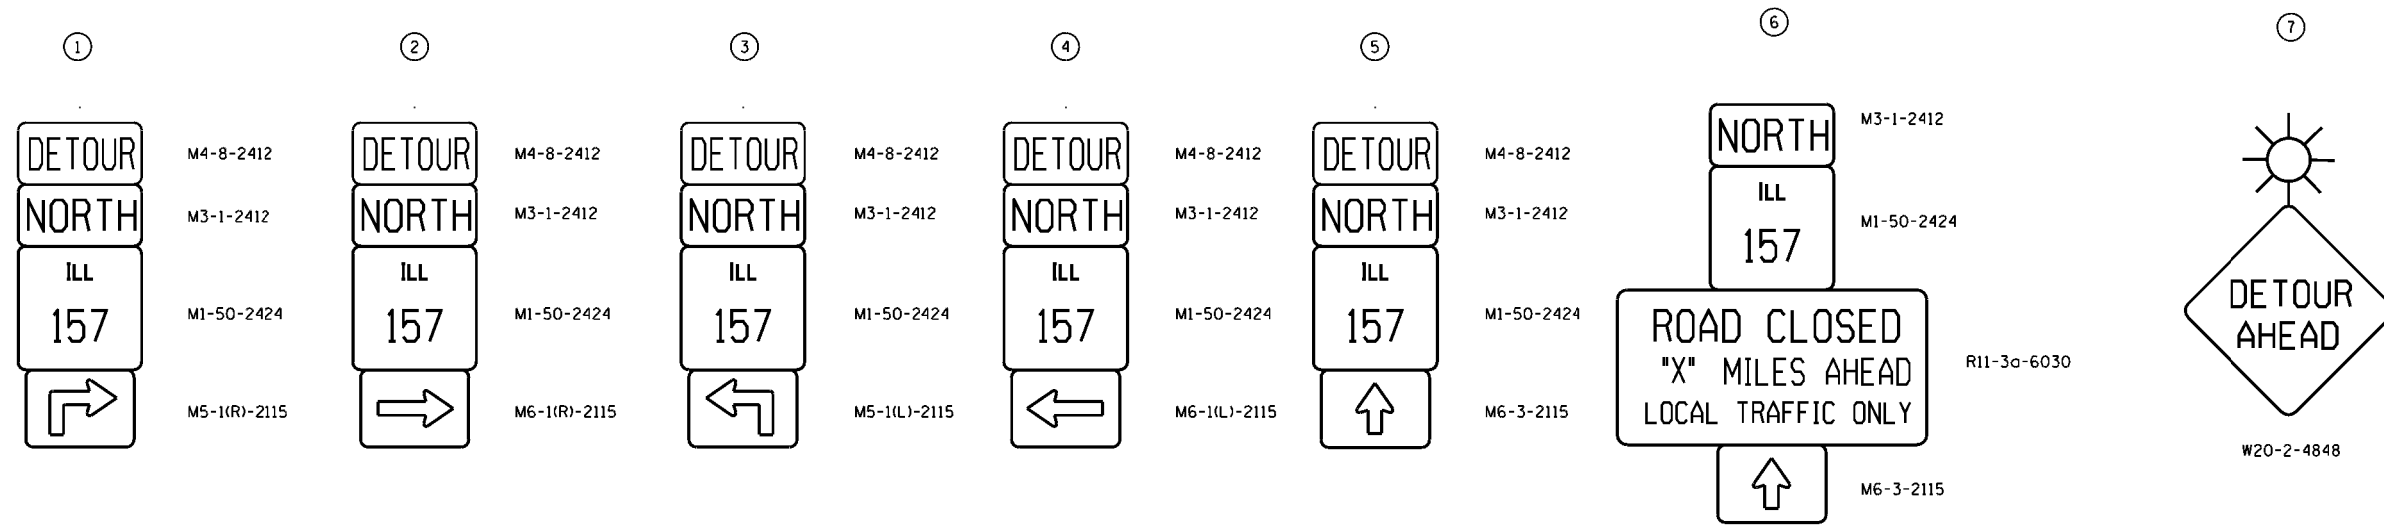 1
DETOUR
M4-8-2412
NORTH
M3-1-2412
ILL
157
M1-50-2424
M5-1(R)-2115
2
DETOUR
M4-8-2412
NORTH
M3-1-2412
ILL
157
M1-50-2424
M6-1(R)-2115
3
DETOUR
M4-8-2412
NORTH
M3-1-2412
ILL
157
M1-50-2424
M5-1(L)-2115
4
DETOUR
M4-8-2412
NORTH
M3-1-2412
ILL
157
M1-50-2424
M6-1(L)-2115
5
DETOUR
M4-8-2412
NORTH
M3-1-2412
ILL
157
M1-50-2424
M6-3-2115
6
NORTH
M3-1-2412
ILL
157
M1-50-2424
ROAD CLOSED
"X" MILES AHEAD
LOCAL TRAFFIC ONLY
R11-3a-6030
M6-3-2115
7
DETOUR
AHEAD
W20-2-4848